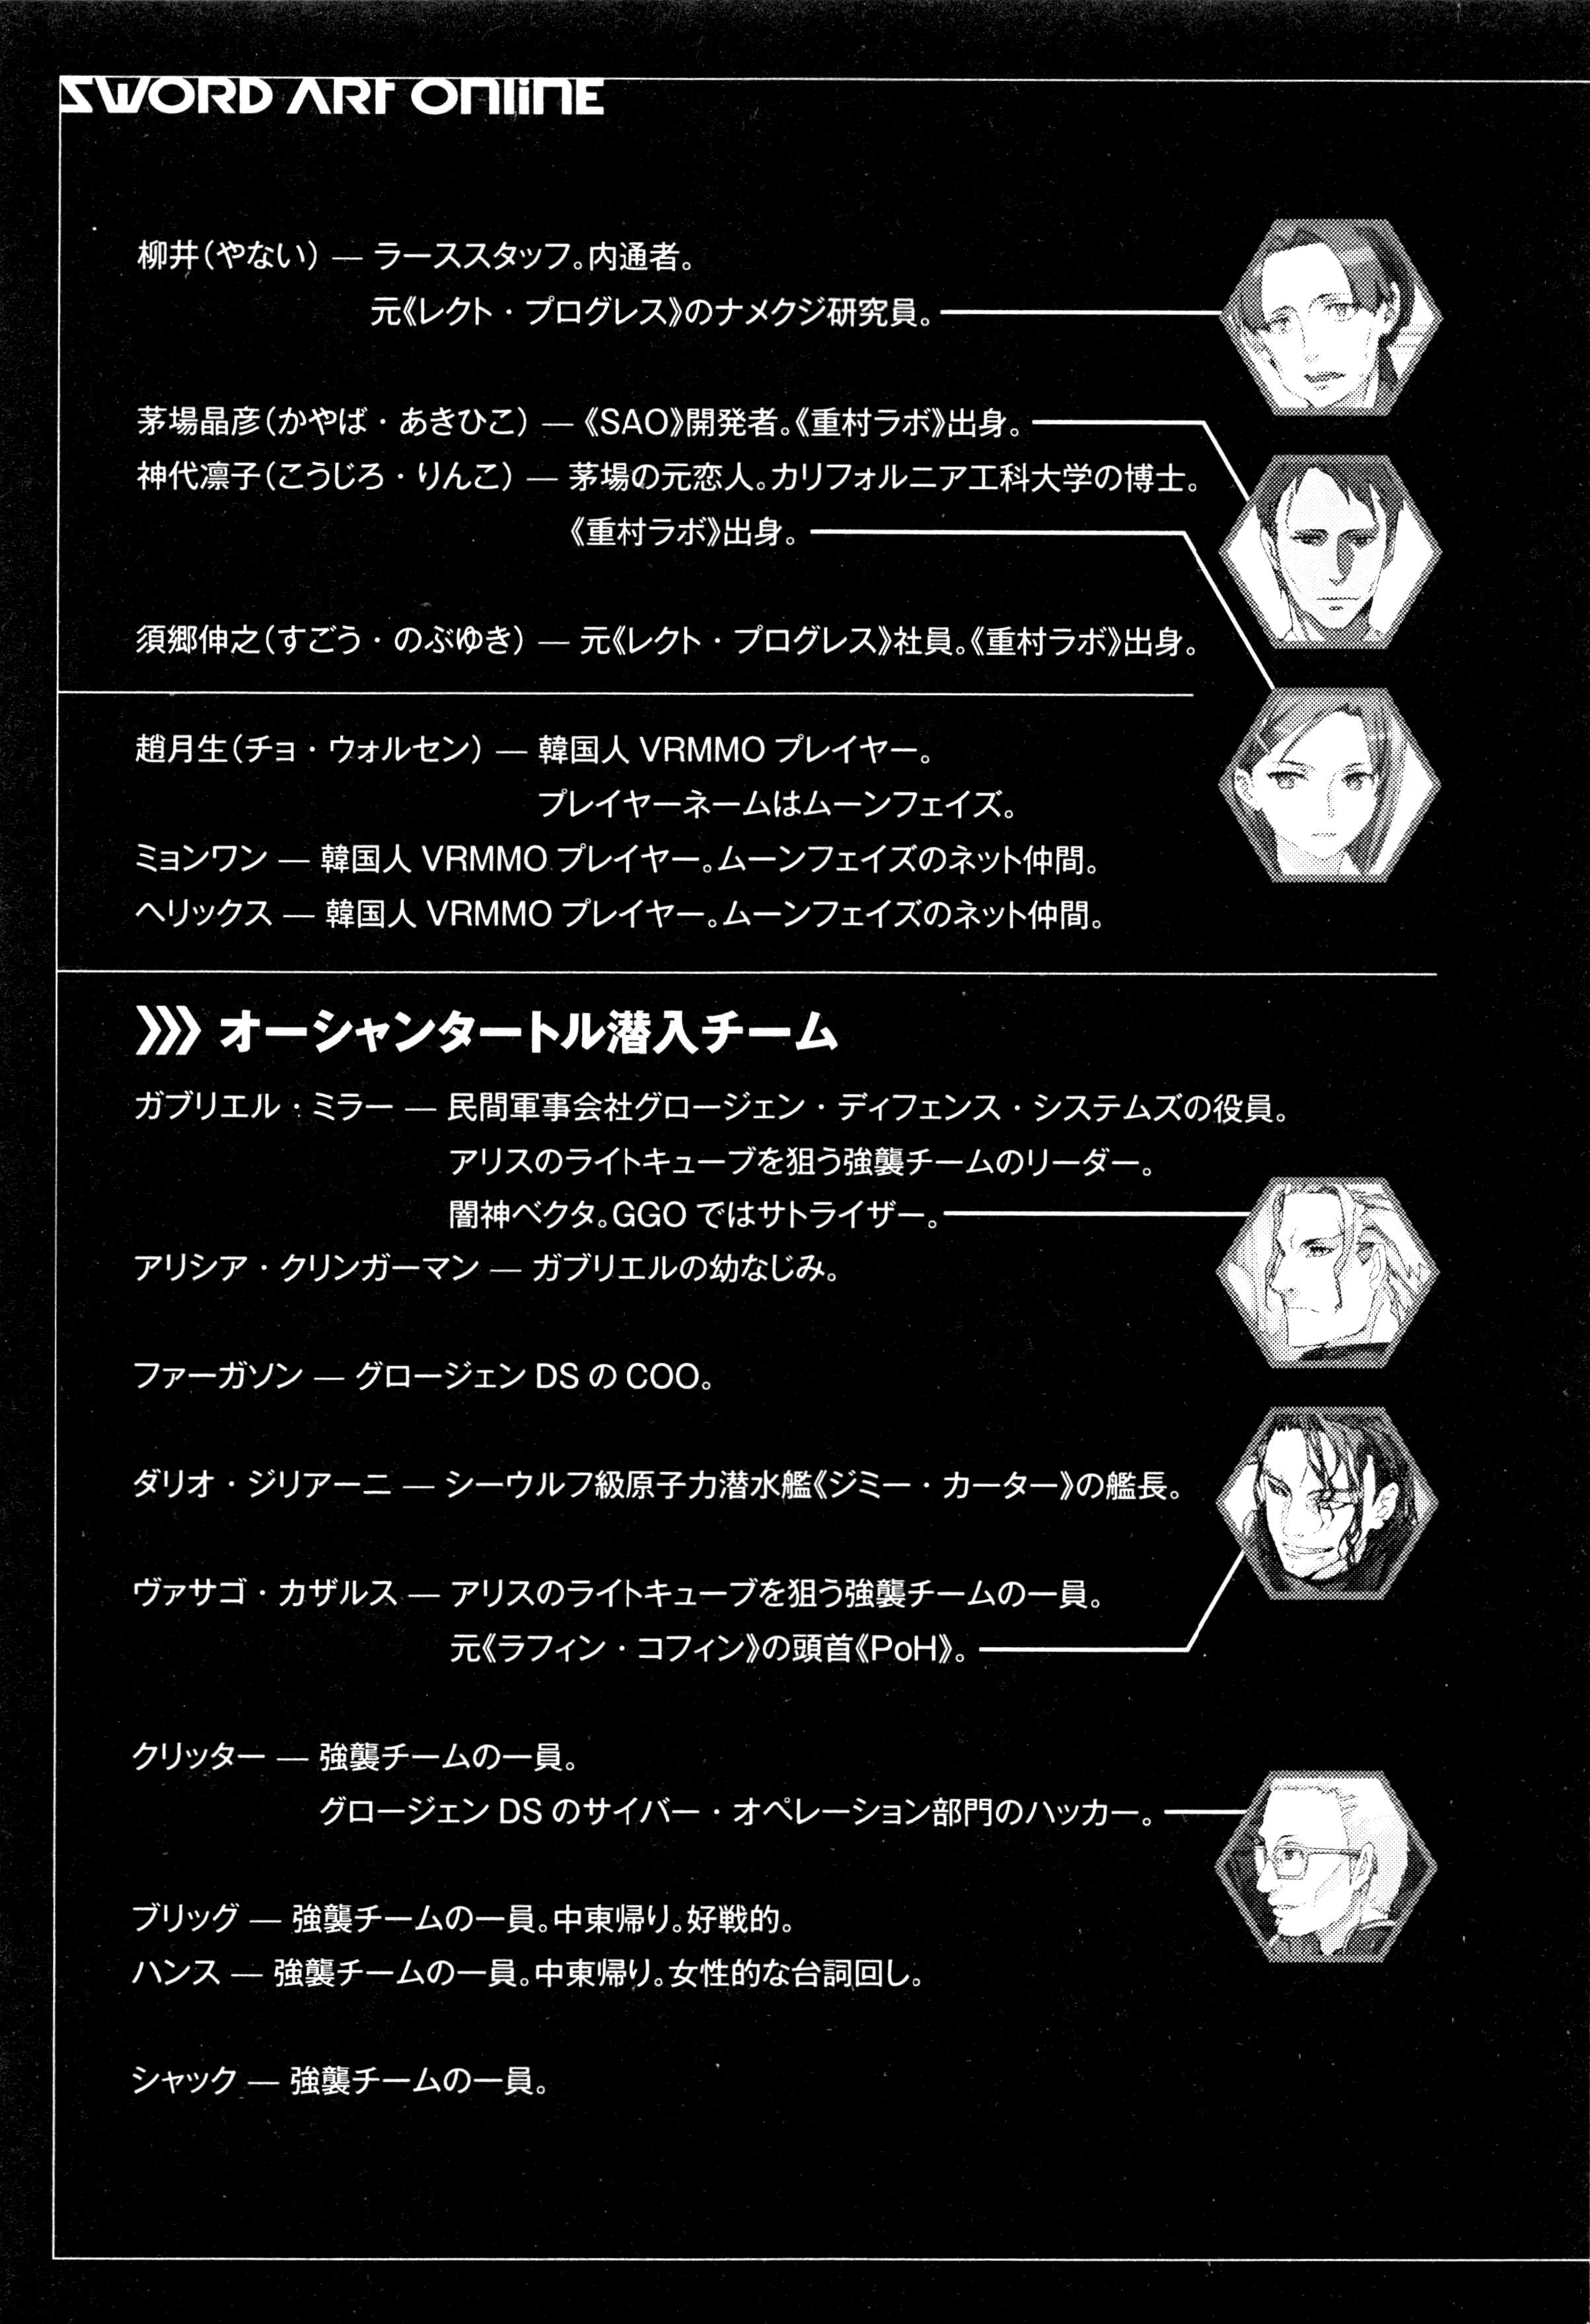 SWORD ART ONLINE
柳井(やない) ― ラーススタッフ。内通者。
元《レクト・プログレス》のナメクジ研究員。
茅場晶彦(かやば・あきひこ) ― 《SAO》開発者。《重村ラボ》出身。
神代凛子(こうじろ・りんこ) ― 茅場の元恋人。カリフォルニア工科大学の博士。
《重村ラボ》出身。
須郷伸之(すごう・のぶゆき) ― 元《レクト・プログレス》社員。《重村ラボ》出身。
趙月生(チョ・ウォルセン) ― 韓国人 VRMMO プレイヤー。
プレイヤーネームはムーンフェイズ。
ミョンワン ― 韓国人 VRMMO プレイヤー。ムーンフェイズのネット仲間。
ヘリックス ― 韓国人 VRMMO プレイヤー。ムーンフェイズのネット仲間。
オーシャンタートル潜入チーム
ガブリエル・ミラー ― 民間軍事会社グロージェン・ディフェンス・システムズの役員。
アリスのライトキューブを狙う強襲チームのリーダー。
闇神ベクタ。GGO ではサトライザー。
アリシア・クリンガーマン ― ガブリエルの幼なじみ。
ファーガソン ― グロージェン DS の COO。
ダリオ・ジリアーニ ― シーウルフ級原子力潜水艦《ジミー・カーター》の艦長。
ヴァサゴ・カザルス ― アリスのライトキューブを狙う強襲チームの一員。
元《ラフィン・コフィン》の頭首《PoH》。
クリッター ― 強襲チームの一員。
グロージェン DS のサイバー・オペレーション部門のハッカー。
ブリッグ ― 強襲チームの一員。中東帰り。好戦的。
ハンス ― 強襲チームの一員。中東帰り。女性的な台詞回し。
シャック ― 強襲チームの一員。